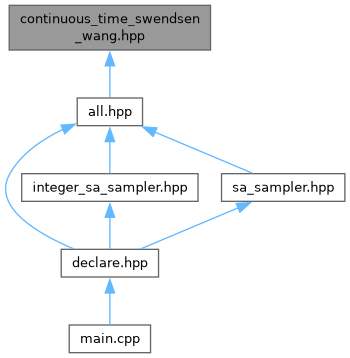 continuous_time_swendsen
_wang.hpp
all.hpp
integer_sa_sampler.hpp
sa_sampler.hpp
declare.hpp
main.cpp